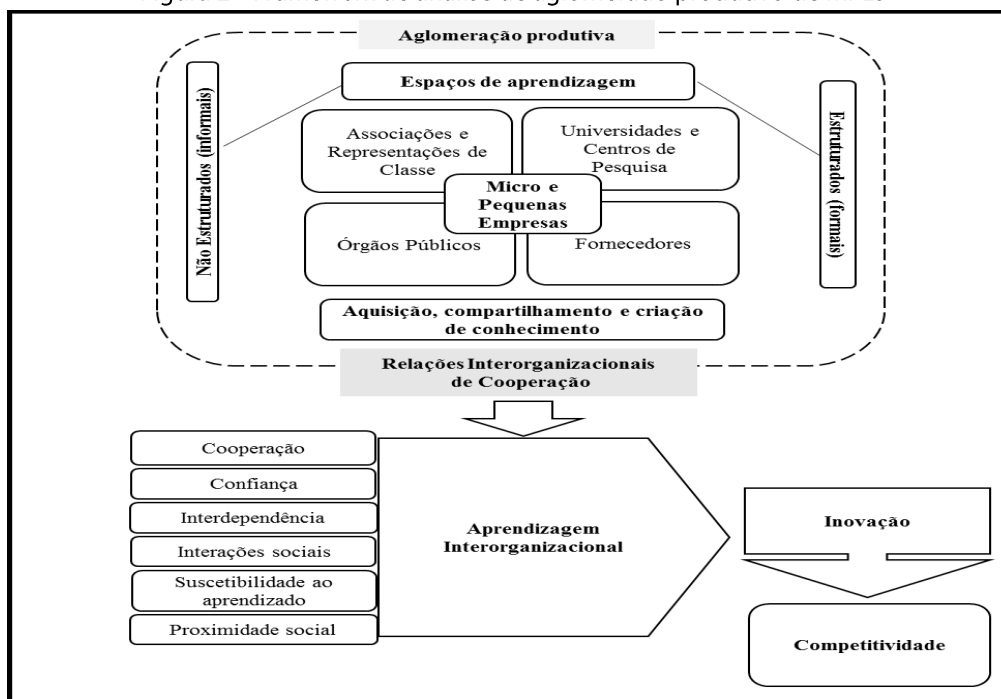 Aglomeração produtiva
Espaços de aprendizagem
Não Estruturados (informais)
Estruturados (formais)
Associações e
Representações de
Classe
Universidades e
Centros de
Pesquisa
Micro e
Pequenas
Empresas
Órgãos Públicos
Fornecedores
Aquisição, compartilhamento e criação
de conhecimento
Relações Interorganizacionais
de Cooperação
Cooperação
Confiança
Interdependência
Interações sociais
Suscetibilidade ao
aprendizado
Proximidade social
Aprendizagem
Interorganizacional
Inovação
Competitividade